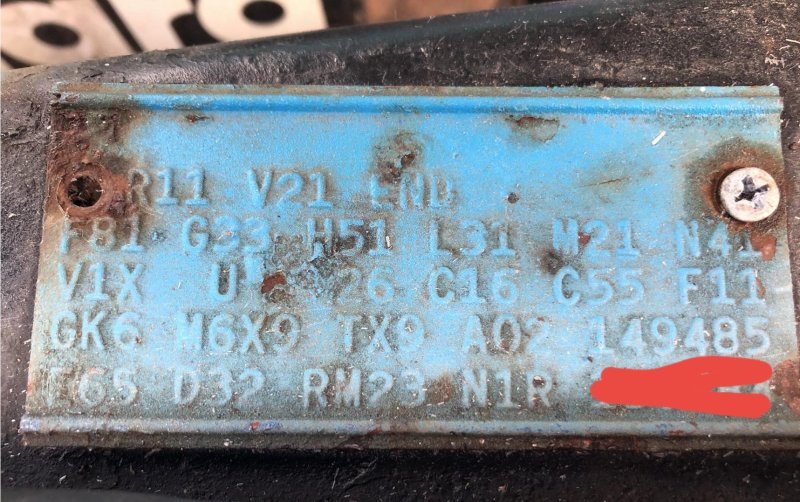 R11 V21 END
F81 G33 H51 L31 M21 N41
V1X U C16 C55 F11
GK6 M6X9 TX9 A02 149485
E65 D32 RM23 N1R